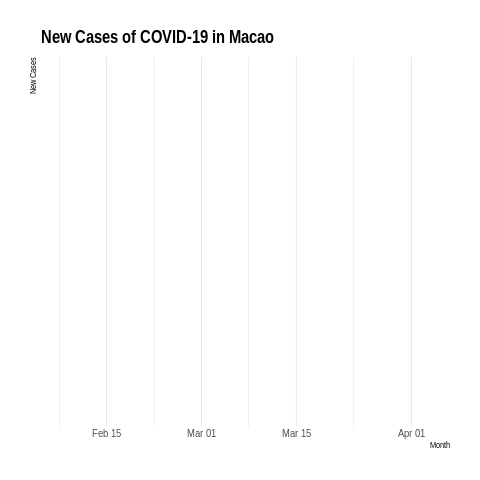 New Cases of COVID-19 in Macao
New Cases
Feb 15 Mar 01 Mar 15 Apr 01
Month